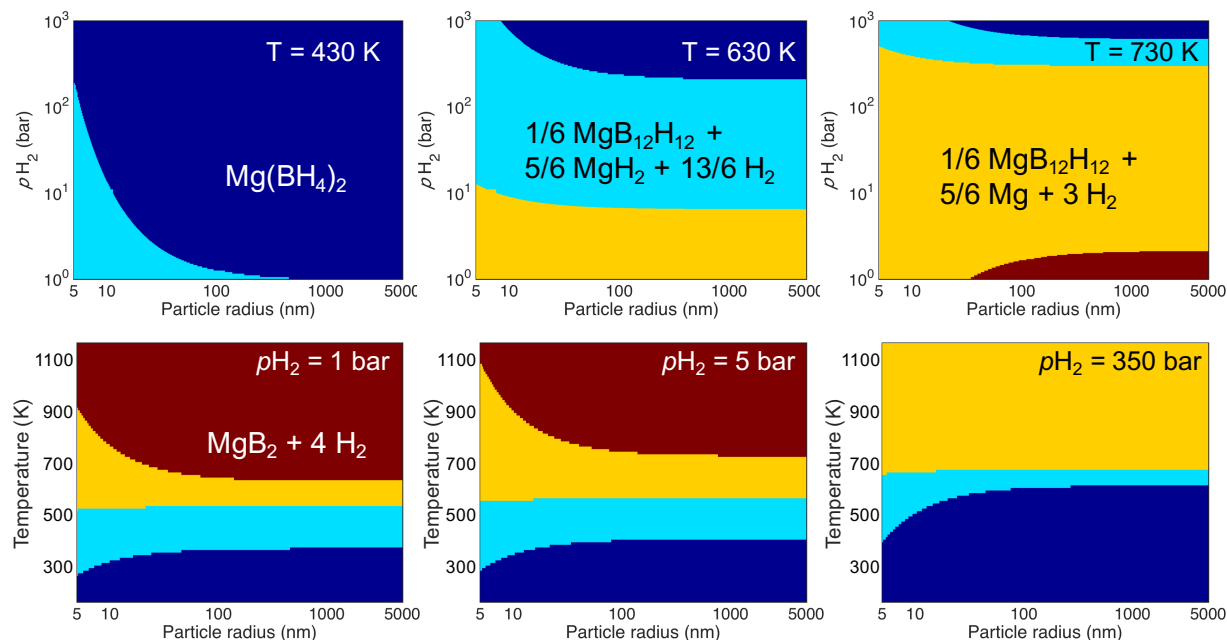 10³
10²
10¹
10⁰
ρ H₂ (bar)
T = 430 K
Mg(BH₄)₂
5 10 100 1000 5000
Particle radius (nm)
10³
10²
10¹
10⁰
ρ H₂ (bar)
T = 630 K
1/6 MgB₁₂H₁₂ +
5/6 MgH₂ + 13/6 H₂
5 10 100 1000 5000
Particle radius (nm)
10³
10²
10¹
10⁰
ρ H₂ (bar)
T = 730 K
1/6 MgB₁₂H₁₂ +
5/6 Mg + 3 H₂
5 10 100 1000 5000
Particle radius (nm)
1100
900
700
500
300
Temperature (K)
pH₂ = 1 bar
MgB₂ + 4 H₂
5 10 100 1000 5000
Particle radius (nm)
1100
900
700
500
300
Temperature (K)
pH₂ = 5 bar
5 10 100 1000 5000
Particle radius (nm)
1100
900
700
500
300
Temperature (K)
pH₂ = 350 bar
5 10 100 1000 5000
Particle radius (nm)